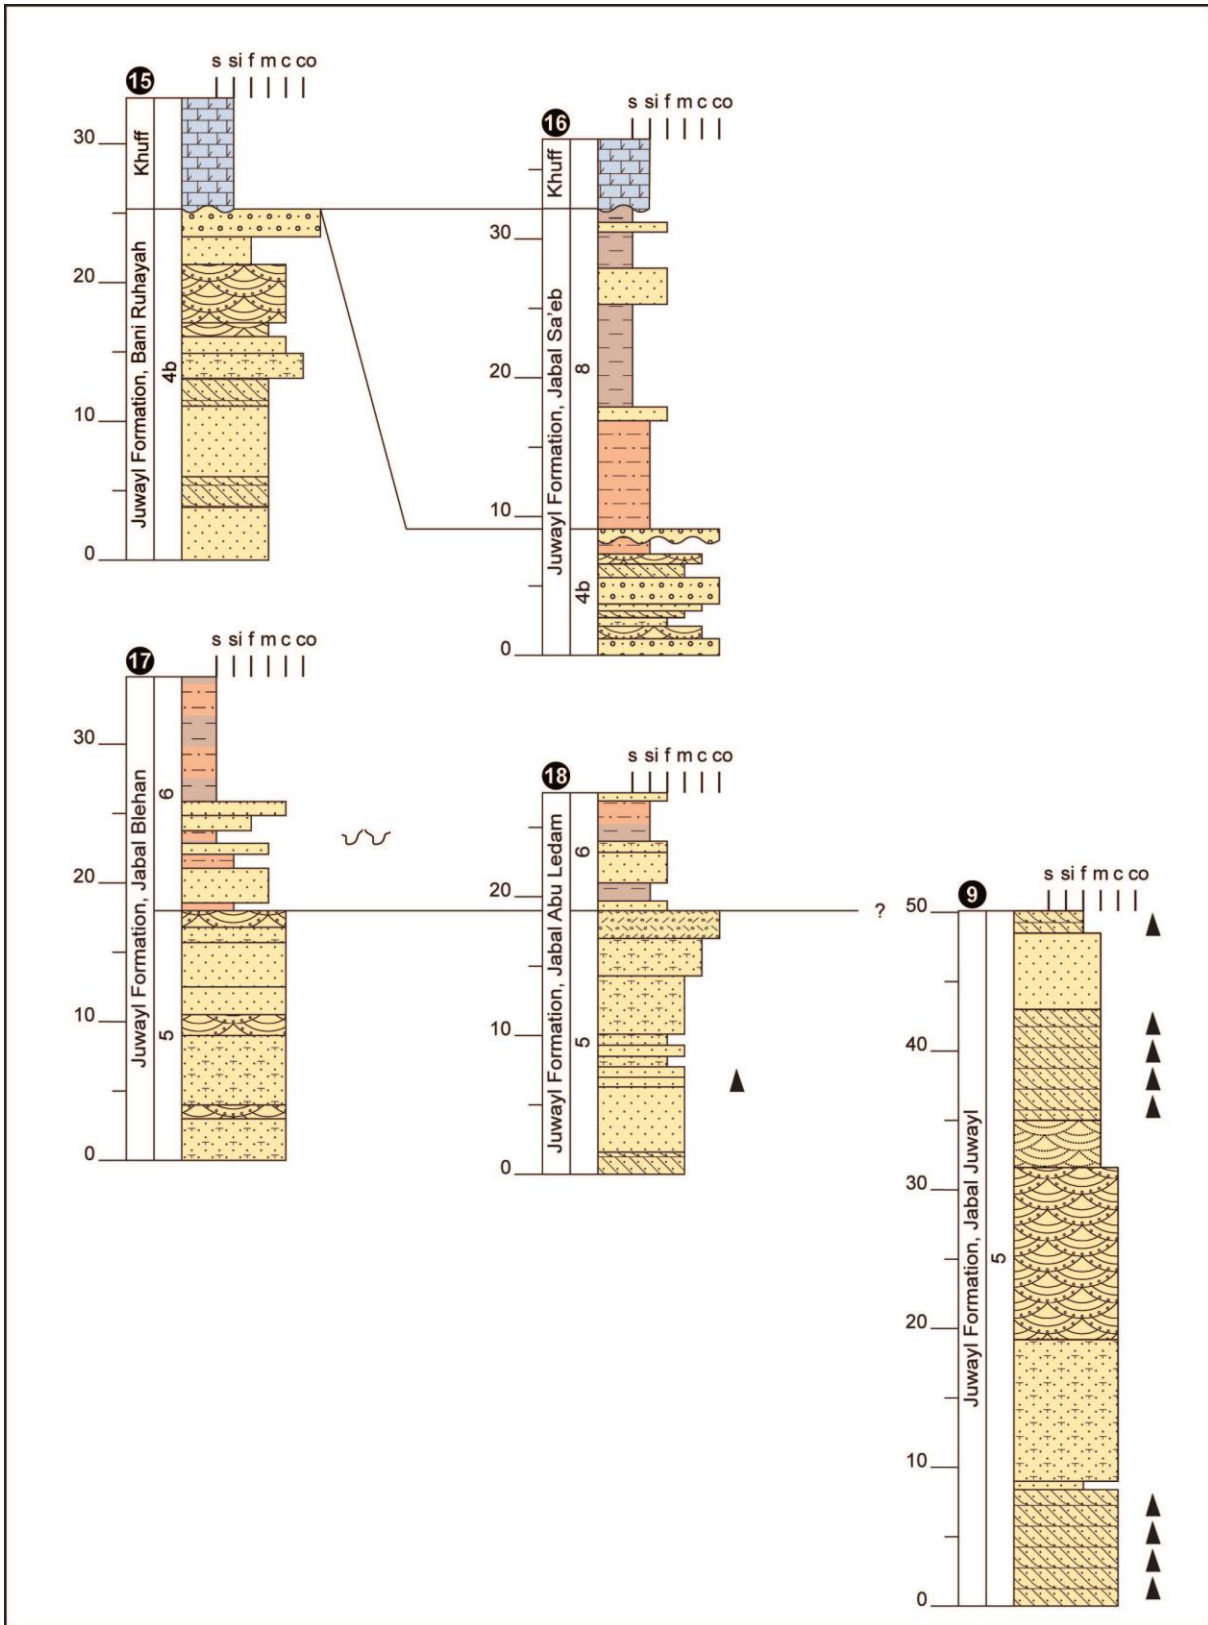 15
s si f m c co
30
20
10
0
Khuff
Juwayl Formation, Bani Ruhayah
4b
16
s si f m c co
30
20
10
0
Khuff
Juwayl Formation, Jabal Sa'eb
8
4b
17
s si f m c co
30
20
10
0
Juwayl Formation, Jabal Blehan
6
5
18
s si f m c co
20
10
0
Juwayl Formation, Jabal Abu Ledam
6
5
?
9
s si f m c co
50
40
30
20
10
0
Juwayl Formation, Jabal Juwayl
5